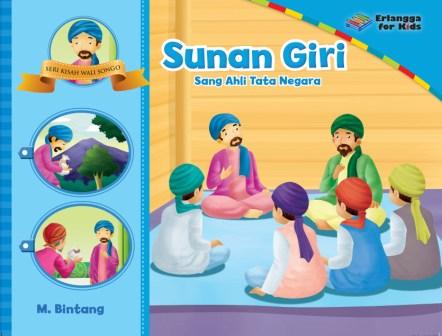 SERI KISAH WALI SONGO
Erlangga
for Kids
Sunan Giri
Sang Ahli Tata Negara
M. Bintang